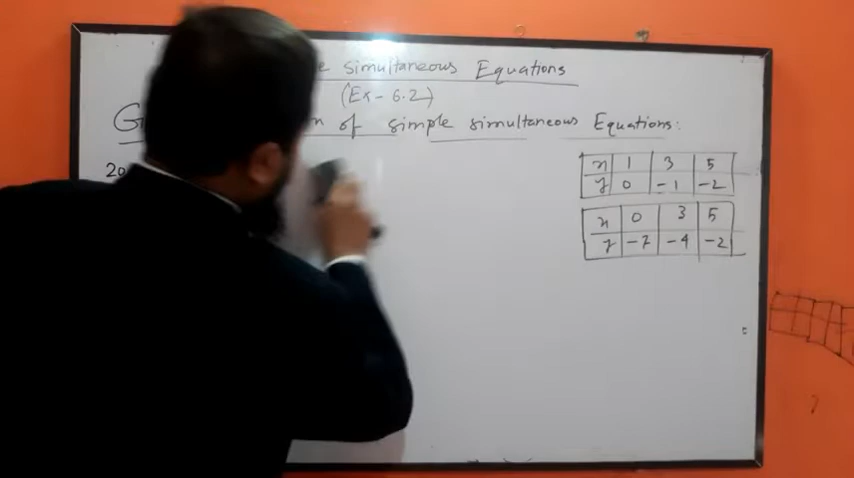 simultaneous Equations
(Ex- 6.2)
of simple simultaneous Equations:
20
x 1 3 5
y 0 -1 -2
x 0 3 5
y -7 -4 -2